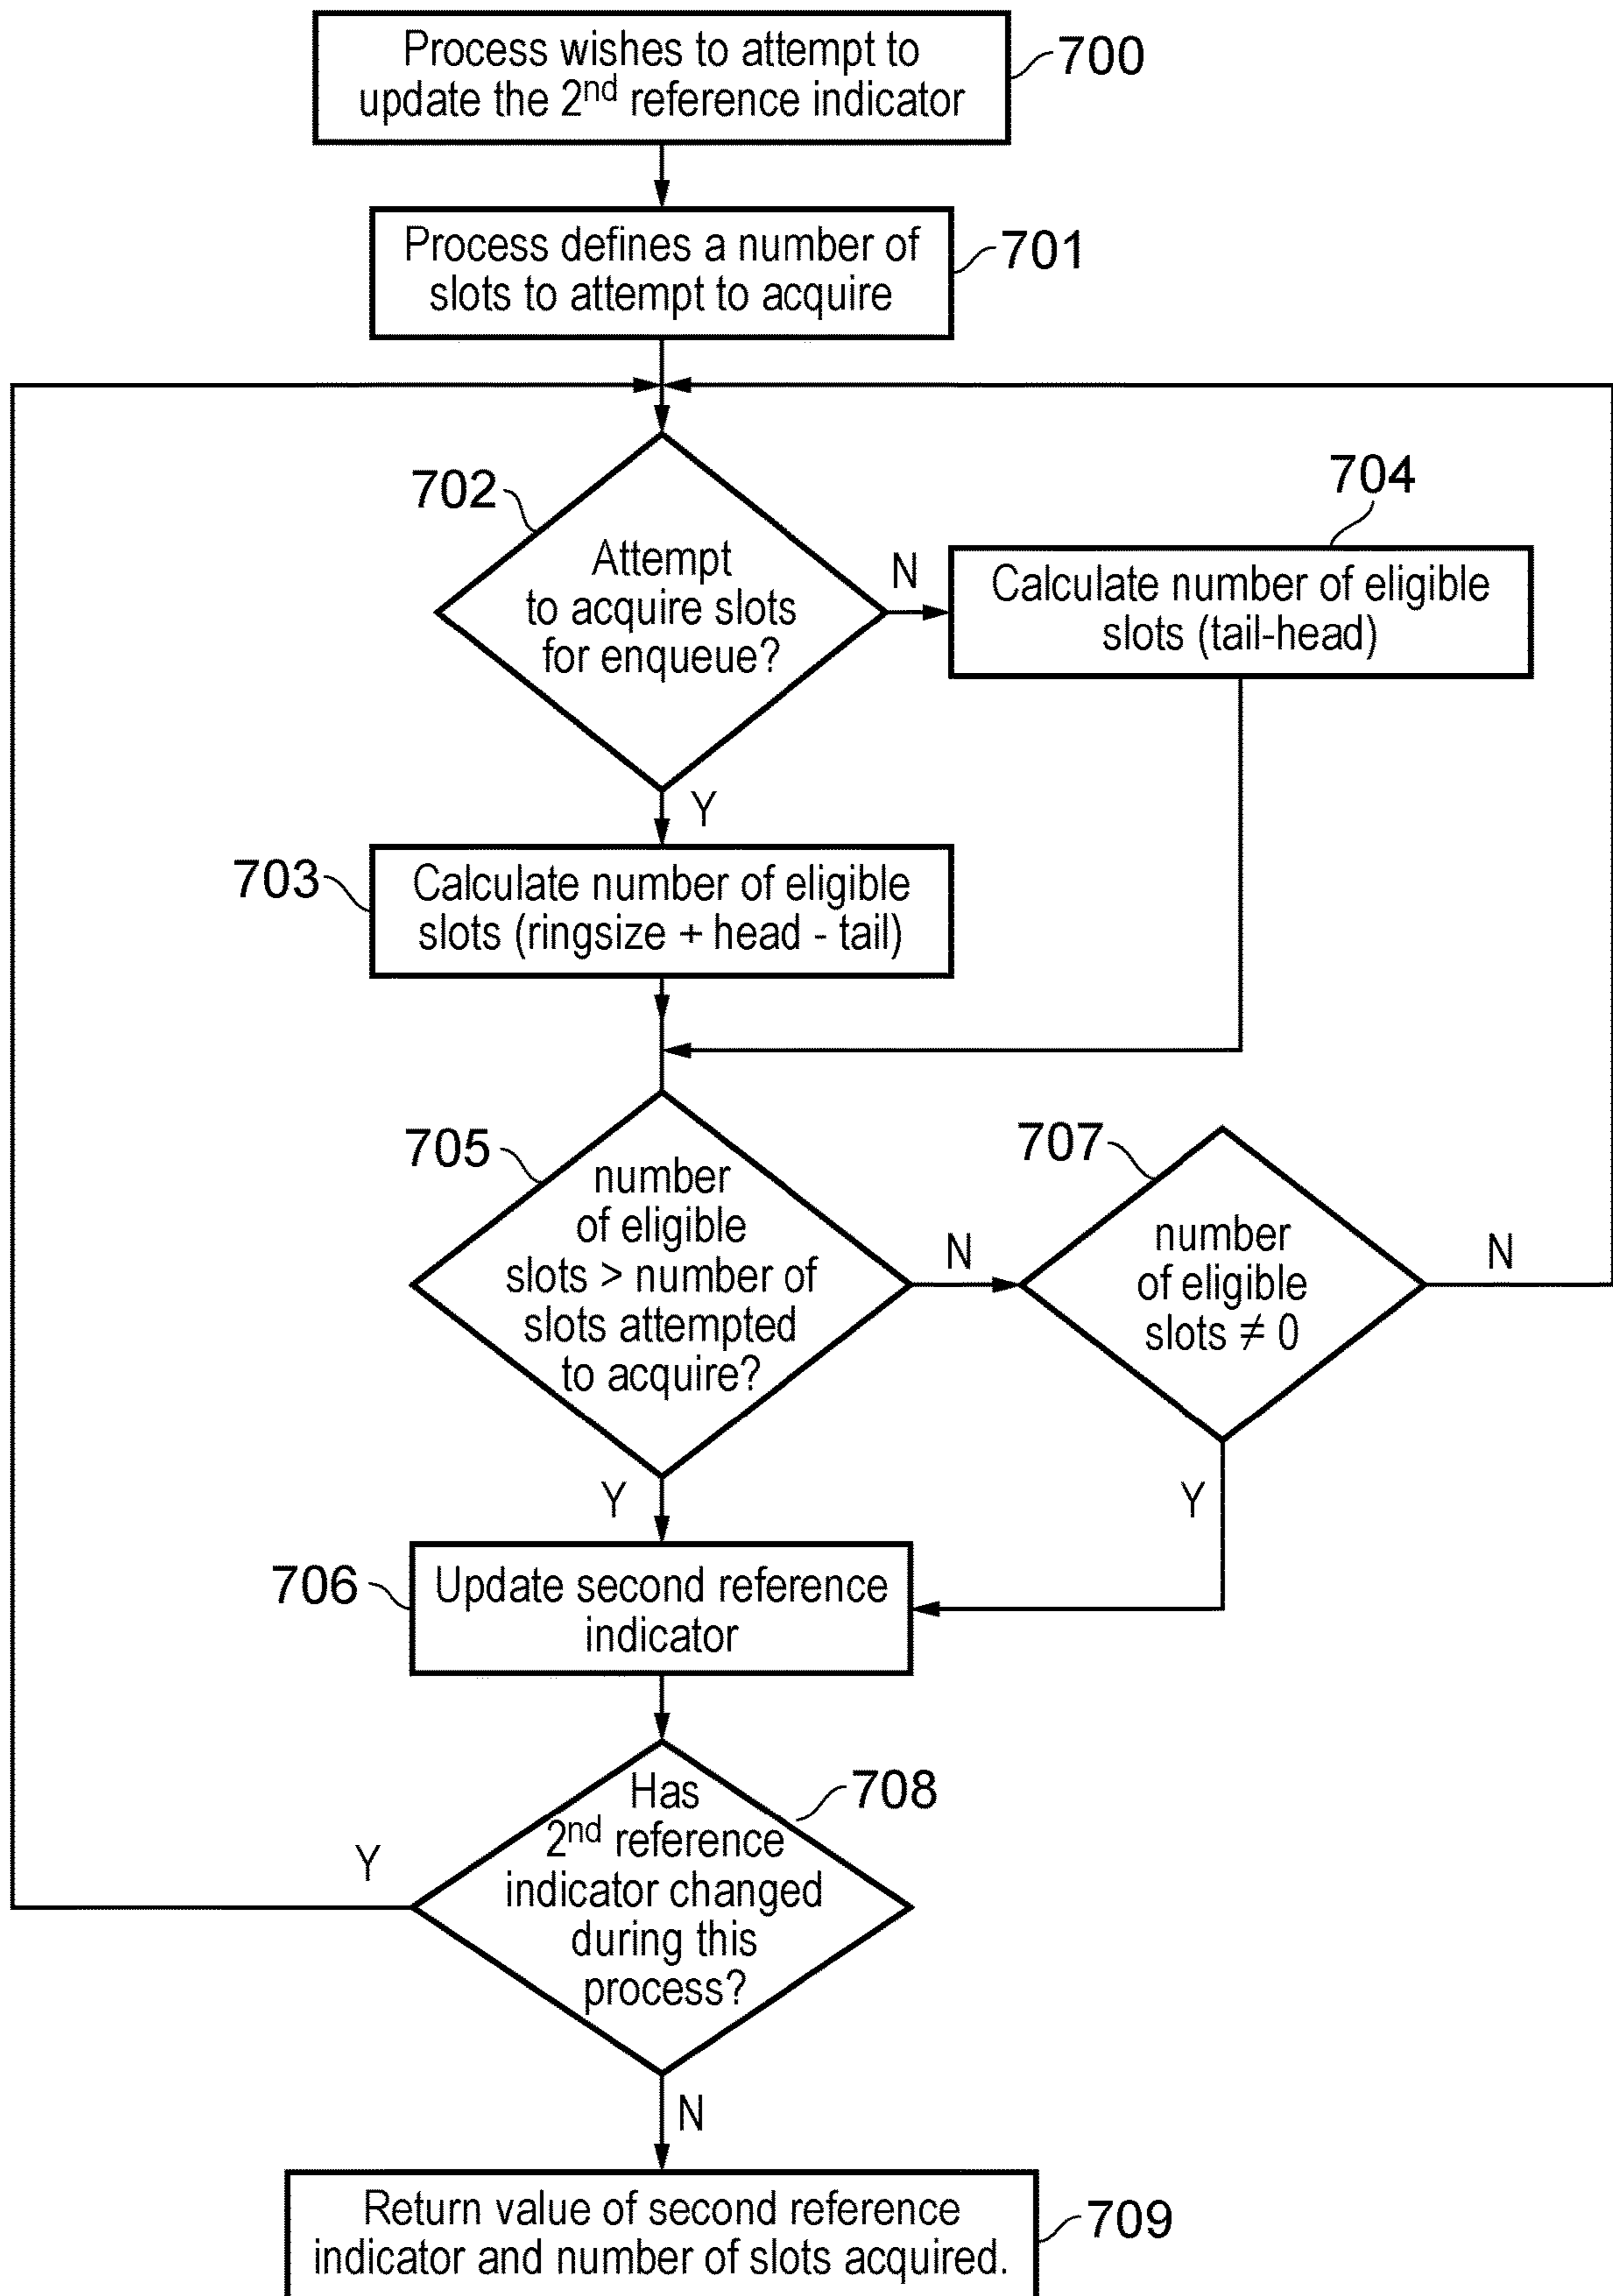 Process wishes to attempt to
update the 2nd reference indicator
700
Process defines a number of
slots to attempt to acquire
701
702
Attempt
to acquire slots
for enqueue?
N
704
Calculate number of eligible
slots (tail-head)
Y
703
Calculate number of eligible
slots (ringsize + head - tail)
705
number
of eligible
slots > number of
slots attempted
to acquire?
N
707
number
of eligible
slots ≠ 0
N
Y
Y
706
Update second reference
indicator
708
Has
2nd reference
indicator changed
during this
process?
Y
N
Return value of second reference
indicator and number of slots acquired.
709